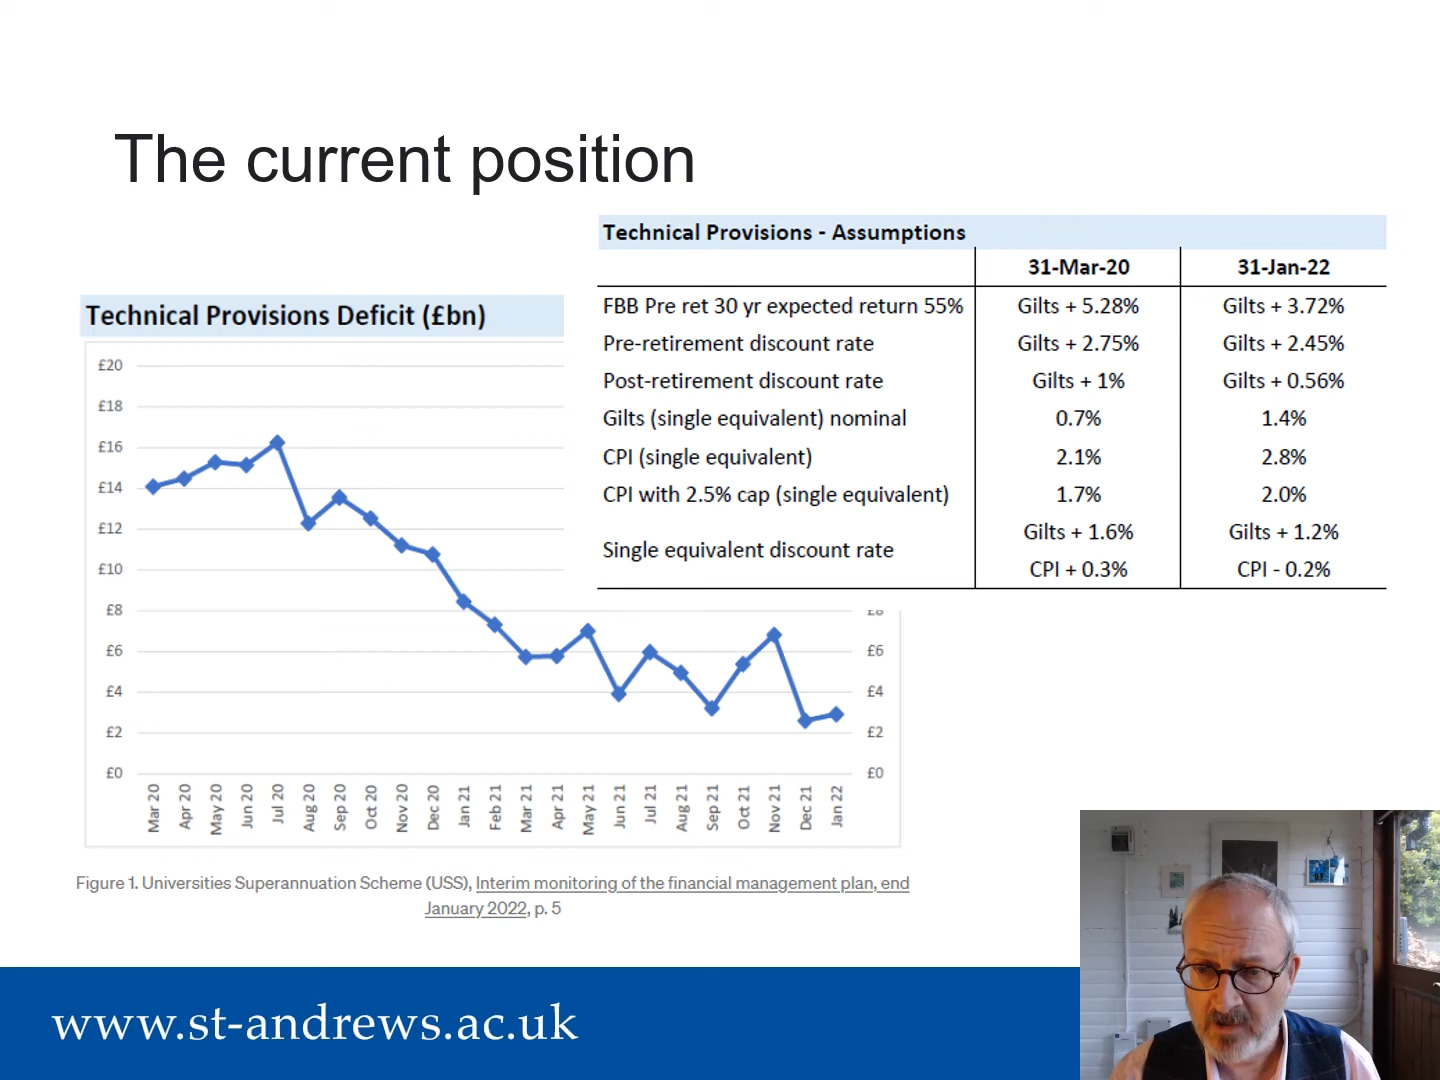 The current position
Technical Provisions - Assumptions
31-Mar-20 31-Jan-22
FBB Pre ret 30 yr expected return 55% Gilts + 5.28% Gilts + 3.72%
Pre-retirement discount rate Gilts + 2.75% Gilts + 2.45%
Post-retirement discount rate Gilts + 1% Gilts + 0.56%
Gilts (single equivalent) nominal 0.7% 1.4%
CPI (single equivalent) 2.1% 2.8%
CPI with 2.5% cap (single equivalent) 1.7% 2.0%
Single equivalent discount rate Gilts + 1.6% Gilts + 1.2%
CPI + 0.3% CPI - 0.2%
Technical Provisions Deficit (£bn)
£20
£18
£16
£14
£12
£10
£8 £8
£6 £6
£4 £4
£2 £2
£0 £0
Mar 20 Apr 20 May 20 Jun 20 Jul 20 Aug 20 Sep 20 Oct 20 Nov 20 Dec 20 Jan 21 Feb 21 Mar 21 Apr 21 May 21 Jun 21 Jul 21 Aug 21 Sep 21 Oct 21 Nov 21 Dec 21 Jan 22
Figure 1. Universities Superannuation Scheme (USS), Interim monitoring of the financial management plan, end
January 2022, p. 5
www.st-andrews.ac.uk